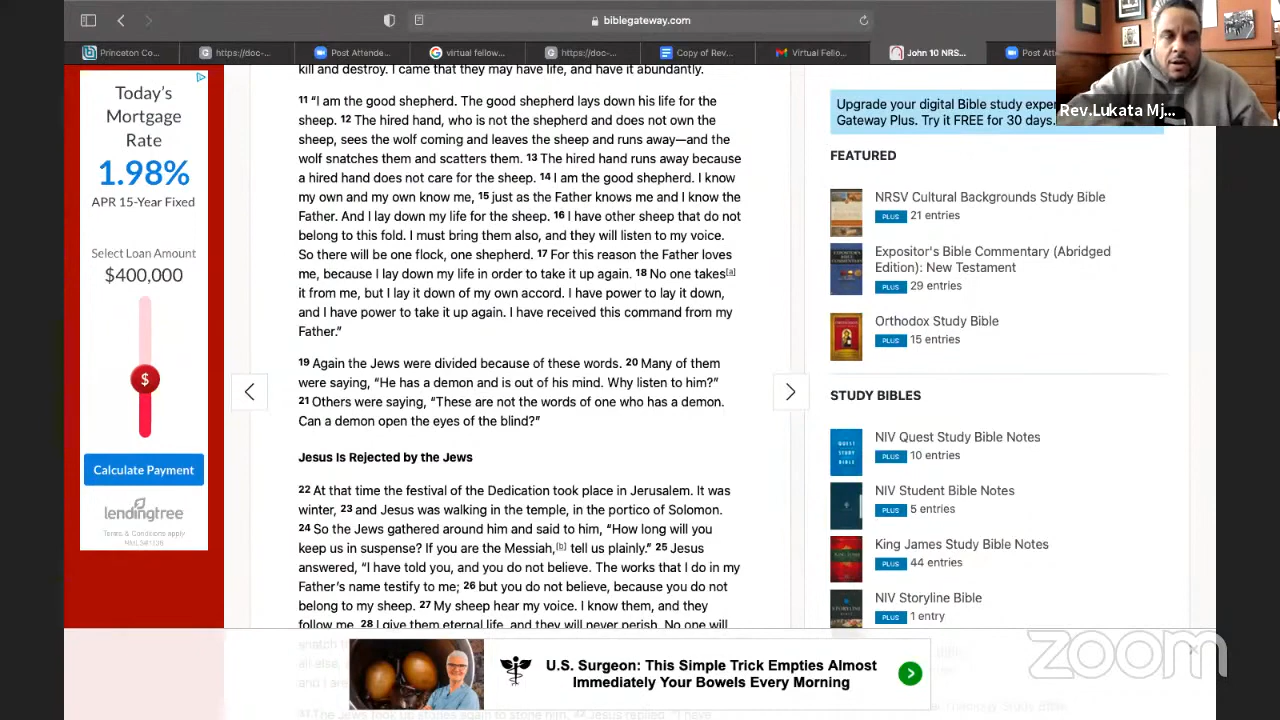 biblegateway.com
Princeton Co...
https://doc-
Post Attende...
virtual fellow...
https://doc-
Copy of Rev...
Virtual Fello...
John 10 NRS...
Post Att
Rev.Lukata Mj...
Today's
Mortgage
Rate
1.98%
APR 15-Year Fixed
Select Loan Amount
$400,000
$
Calculate Payment
lendingtree
Terms & Conditions apply
kill and destroy. I came that they may have life, and have it abundantly.
11 “I am the good shepherd. The good shepherd lays down his life for the
sheep. 12 The hired hand, who is not the shepherd and does not own the
sheep, sees the wolf coming and leaves the sheep and runs away—and the
wolf snatches them and scatters them. 13 The hired hand runs away because
a hired hand does not care for the sheep. 14 I am the good shepherd. I know
my own and my own know me, 15 just as the Father knows me and I know the
Father. And I lay down my life for the sheep. 16 I have other sheep that do not
belong to this fold. I must bring them also, and they will listen to my voice.
So there will be one flock, one shepherd. 17 For this reason the Father loves
me, because I lay down my life in order to take it up again. 18 No one takes[a]
it from me, but I lay it down of my own accord. I have power to lay it down,
and I have power to take it up again. I have received this command from my
Father.”
19 Again the Jews were divided because of these words. 20 Many of them
were saying, “He has a demon and is out of his mind. Why listen to him?”
21 Others were saying, “These are not the words of one who has a demon.
Can a demon open the eyes of the blind?”
Jesus Is Rejected by the Jews
22 At that time the festival of the Dedication took place in Jerusalem. It was
winter, 23 and Jesus was walking in the temple, in the portico of Solomon.
24 So the Jews gathered around him and said to him, “How long will you
keep us in suspense? If you are the Messiah,[b] tell us plainly.” 25 Jesus
answered, “I have told you, and you do not believe. The works that I do in my
Father's name testify to me; 26 but you do not believe, because you do not
belong to my sheep. 27 My sheep hear my voice. I know them, and they
follow me. 28 I give them eternal life, and they will never perish. No one will
Upgrade your digital Bible study expe
Gateway Plus. Try it FREE for 30 days.
FEATURED
NRSV Cultural Backgrounds Study Bible
PLUS 21 entries
Expositor's Bible Commentary (Abridged
Edition): New Testament
PLUS 29 entries
Orthodox Study Bible
PLUS 15 entries
STUDY BIBLES
NIV Quest Study Bible Notes
PLUS 10 entries
NIV Student Bible Notes
PLUS 5 entries
King James Study Bible Notes
PLUS 44 entries
NIV Storyline Bible
PLUS 1 entry
U.S. Surgeon: This Simple Trick Empties Almost
Immediately Your Bowels Every Morning
zoom